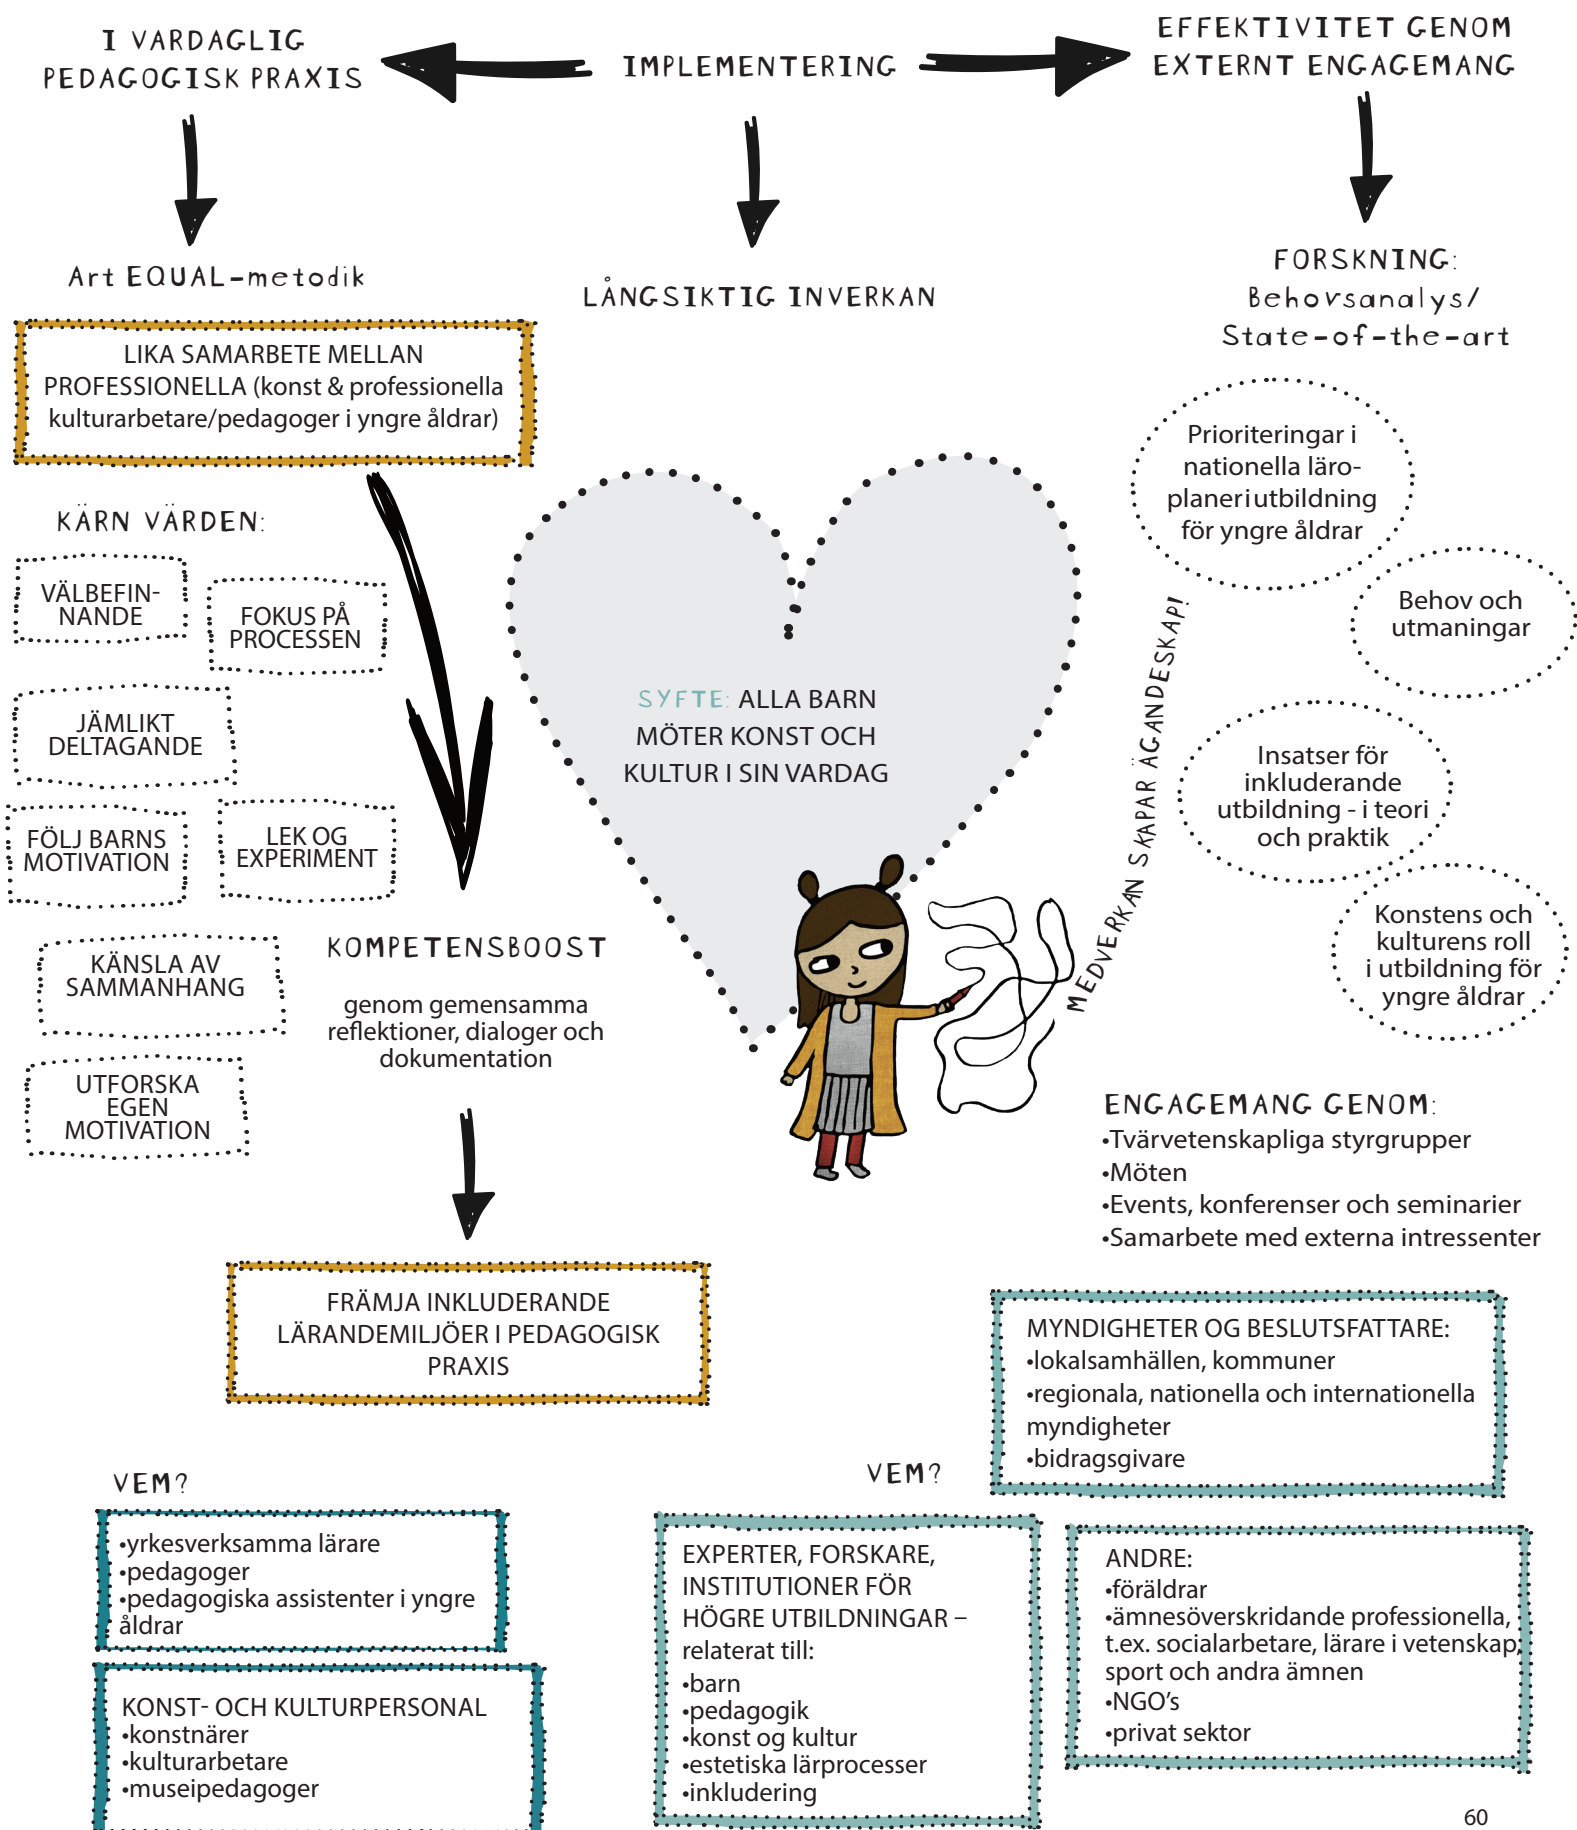 I VARDAGLIG
PEDAGOGISK PRAXIS
IMPLEMENTERING
EFFEKTIVITET GENOM
EXTERNT ENGAGEMANG
Art EQUAL-metodik
LIKA SAMARBETE MELLAN
PROFESSIONELLA (konst & professionella
kulturarbetare/pedagoger i yngre åldrar)
KÄRN VÄRDEN:
VÄLBEFIN-
NANDE
FOKUS PÅ
PROCESSEN
JÄMLIKT
DELTAGANDE
FÖLJ BARNS
MOTIVATION
LEK OG
EXPERIMENT
KÄNSLA AV
SAMMANHANG
UTFORSKA
EGEN
MOTIVATION
KOMPETENSBOOST
genom gemensamma
reflektioner, dialoger och
dokumentation
FRÄMJA INKLUDERANDE
LÄRANDEMILJÖER I PEDAGOGISK
PRAXIS
LÅNGSIKTIG INVERKAN
SYFTE: ALLA BARN
MÖTER KONST OCH
KULTUR I SIN VARDAG
MEDVERKAN SKAPAR ÄGANDESKAP!
FORSKNING:
Behovsanalys/
State-of-the-art
Prioriteringar i
nationella läro-
planeriutbildning
för yngre åldrar
Behov och
utmaningar
Insatser för
inkluderande
utbildning - i teori
och praktik
Konstens och
kulturens roll
i utbildning för
yngre åldrar
ENGAGEMANG GENOM:
•Tvärvetenskapliga styrgrupper
•Möten
•Events, konferenser och seminarier
•Samarbete med externa intressenter
VEM?
•yrkesverksamma lärare
•pedagoger
•pedagogiska assistenter i yngre
åldrar
KONST- OCH KULTURPERSONAL
•konstnärer
•kulturarbetare
•museipedagoger
VEM?
MYNDIGHETER OG BESLUTSFATTARE:
•lokalsamhällen, kommuner
•regionala, nationella och internationella
myndigheter
•bidragsgivare
EXPERTER, FORSKARE,
INSTITUTIONER FÖR
HÖGRE UTBILDNINGAR –
relaterat till:
•barn
•pedagogik
•konst og kultur
•estetiska lärprocesser
•inkludering
ANDRE:
•föräldrar
•ämnesöverskridande professionella,
t.ex. socialarbetare, lärare i vetenskap,
sport och andra ämnen
•NGO's
•privat sektor
60